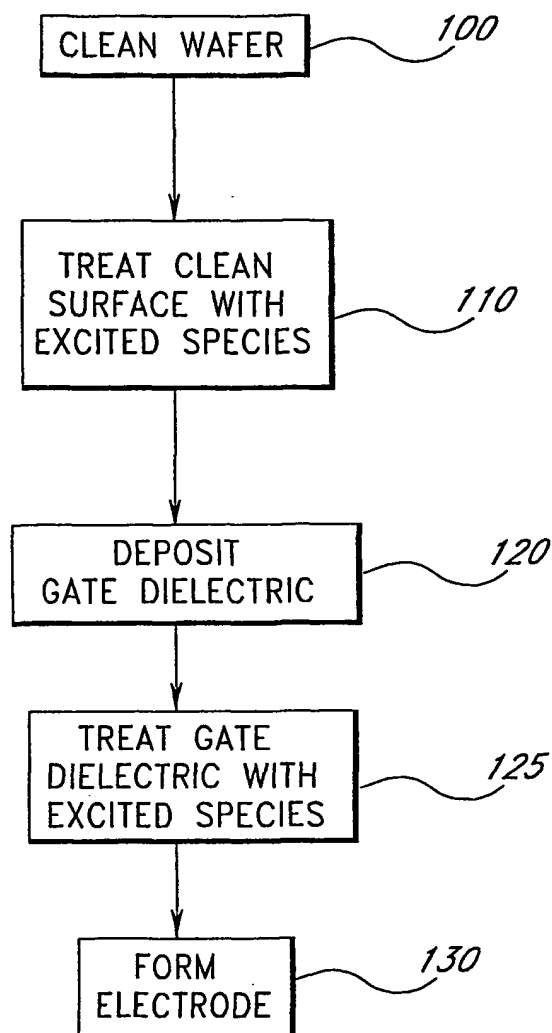 CLEAN WAFER
100
TREAT CLEAN
SURFACE WITH
EXCITED SPECIES
110
DEPOSIT
GATE DIELECTRIC
120
TREAT GATE
DIELECTRIC WITH
EXCITED SPECIES
125
FORM
ELECTRODE
130